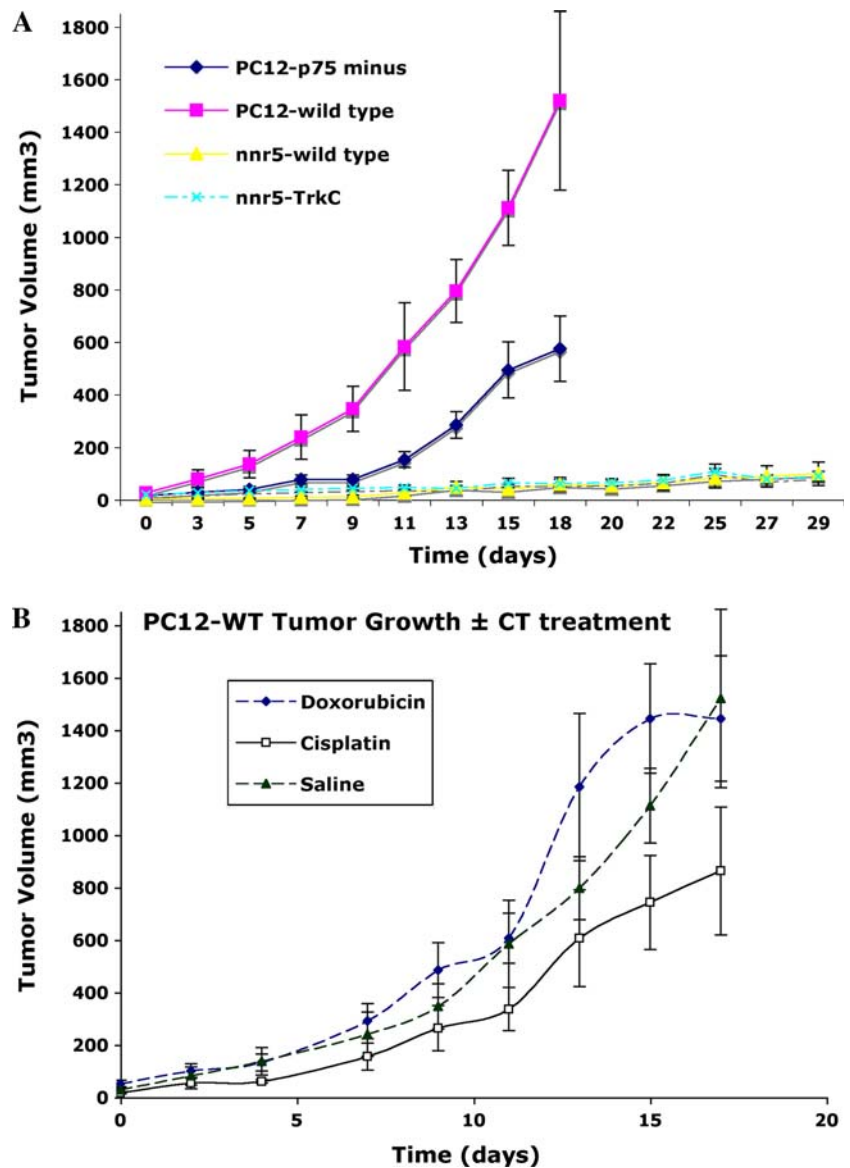 A
1800
1600
1400
1200
1000
800
600
400
200
0
Tumor Volume (mm3)
PC12-p75 minus
PC12-wild type
nnr5-wild type
nnr5-TrkC
0 3 5 7 9 11 13 15 18 20 22 25 27 29
Time (days)
B
PC12-WT Tumor Growth ± CT treatment
1800
1600
1400
1200
1000
800
600
400
200
0
Tumor Volume (mm3)
Doxorubicin
Cisplatin
Saline
0 5 10 15 20
Time (days)